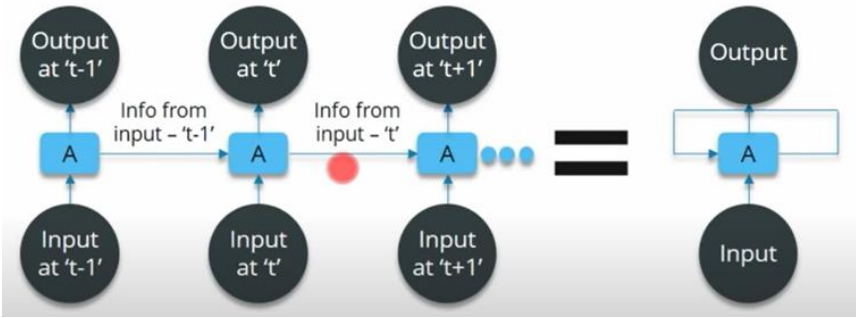 Output
at ‘t-1’
Output
at ‘t’
Output
at ‘t+1’
Output
Info from
input – ‘t-1’
Info from
input – ‘t’
A
A
A
A
Input
at ‘t-1’
Input
at ‘t’
Input
at ‘t+1’
Input